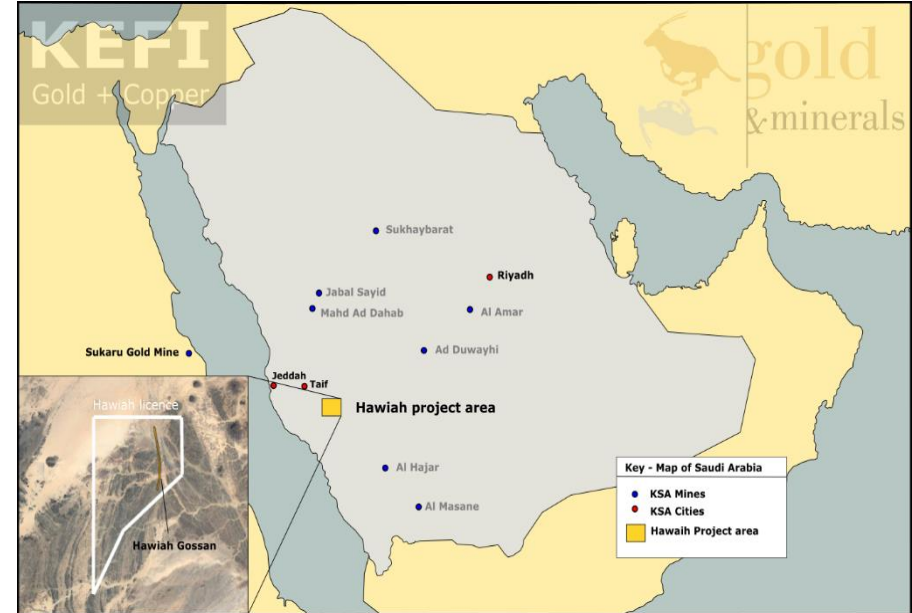 KEFI
Gold + Copper
gold
&minerals
Sukhaybarat
Riyadh
Jabal Sayid
Mahd Ad Dahab
Al Amar
Ad Duwayhi
Sukaru Gold Mine
Jeddah
Taif
Hawiah project area
Hawiah licence
Hawiah Gossan
Al Hajar
Al Masane
Key - Map of Saudi Arabia
KSA Mines
KSA Cities
Hawaih Project area